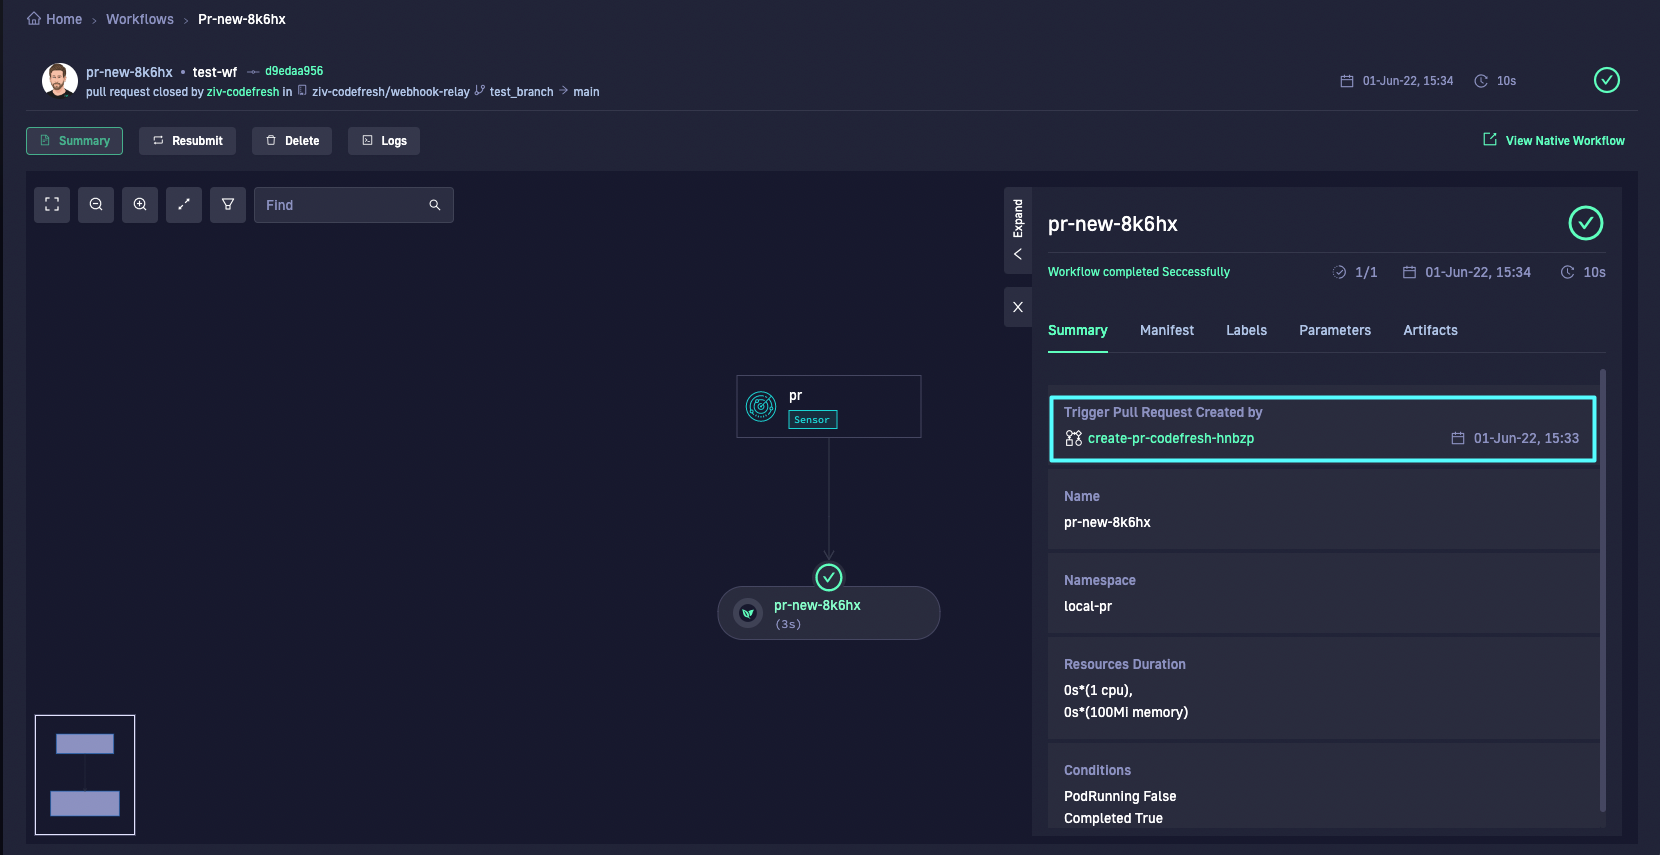 Home > Workflows > Pr-new-8k6hx
pr-new-8k6hx • test-wf d9edaa956
pull request closed by ziv-codefresh in ziv-codefresh/webhook-relay test_branch → main
01-Jun-22, 15:34 10s
Summary Resubmit Delete Logs
View Native Workflow
Find
Expand
X
pr
Sensor
pr-new-8k6hx
(3s)
pr-new-8k6hx
Workflow completed Seccessfully 1/1 01-Jun-22, 15:34 10s
Summary Manifest Labels Parameters Artifacts
Trigger Pull Request Created by
create-pr-codefresh-hnbzp 01-Jun-22, 15:33
Name
pr-new-8k6hx
Namespace
local-pr
Resources Duration
0s*(1 cpu),
0s*(100Mi memory)
Conditions
PodRunning False
Completed True